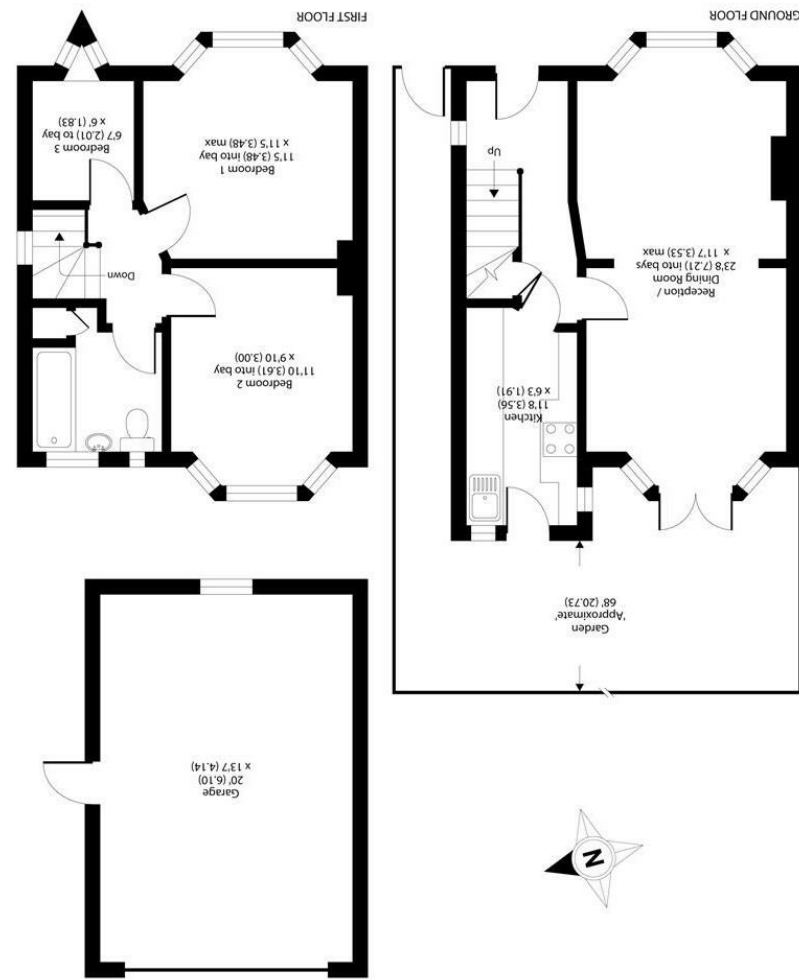 Garage
20' (6.10)
x 13'7 (4.14)
N
Garden
'Approximate'
68' (20.73)
Kitchen
11'8 (3.56)
x 6'3 (1.91)
Reception /
Dining Room
23'8 (7.21) into bays
x 11'7 (3.53) max
Up
GROUND FLOOR
Bedroom 2
11'10 (3.61) into bay
x 9'10 (3.00)
Down
Bedroom 1
11'5 (3.48) into bay
x 11'5 (3.48) max
Bedroom 3
6'7 (2.01) to bay
x 6' (1.83)
FIRST FLOOR